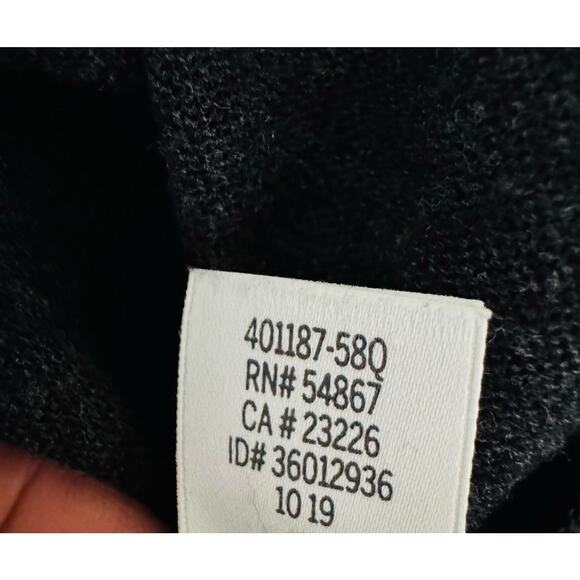 401187-58Q
RN# 54867
CA # 23226
ID# 36012936
10 19